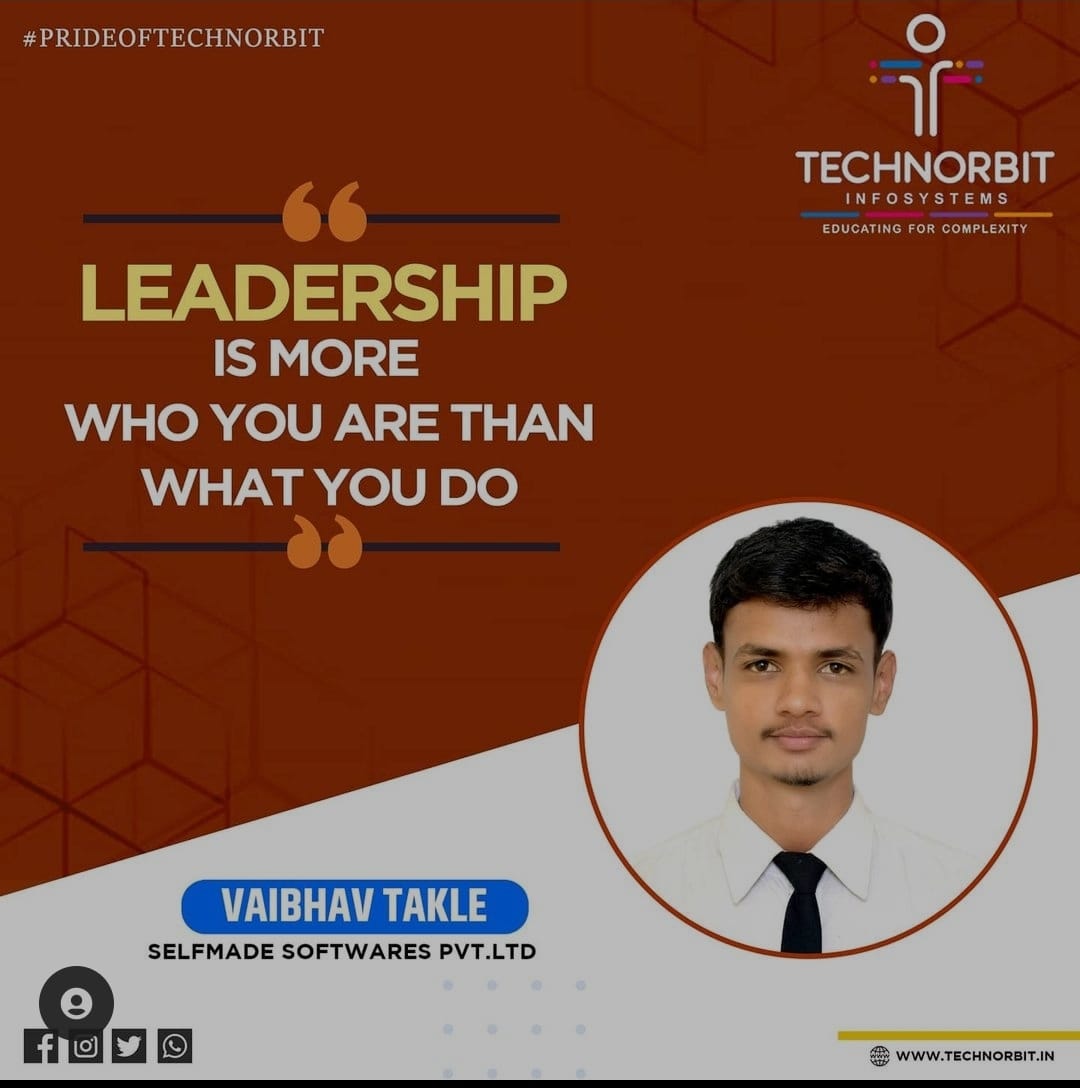 #PRIDEOFTECHNORBIT
TECHNORBIT
INFOSYSTEMS
EDUCATING FOR COMPLEXITY
LEADERSHIP
IS MORE
WHO YOU ARE THAN
WHAT YOU DO
VAIBHAV TAKLE
SELFMADE SOFTWARES PVT.LTD
WWW.TECHNORBIT.IN